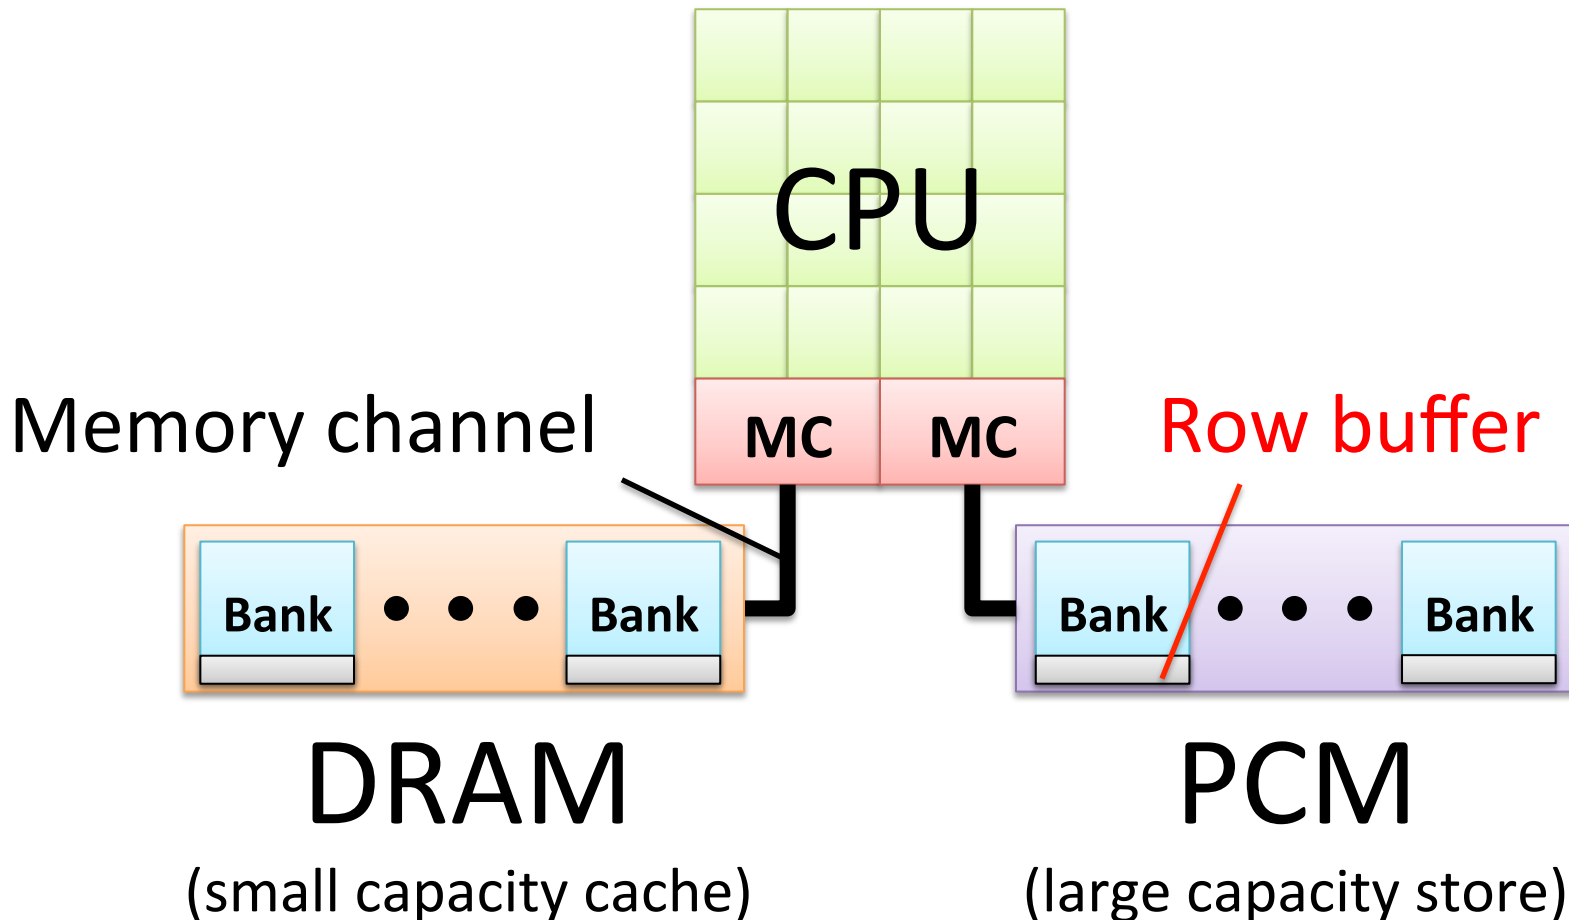 CPU
Memory channel
MC MC
Row buffer
Bank ••• Bank
Bank ••• Bank
DRAM
(small capacity cache)
PCM
(large capacity store)